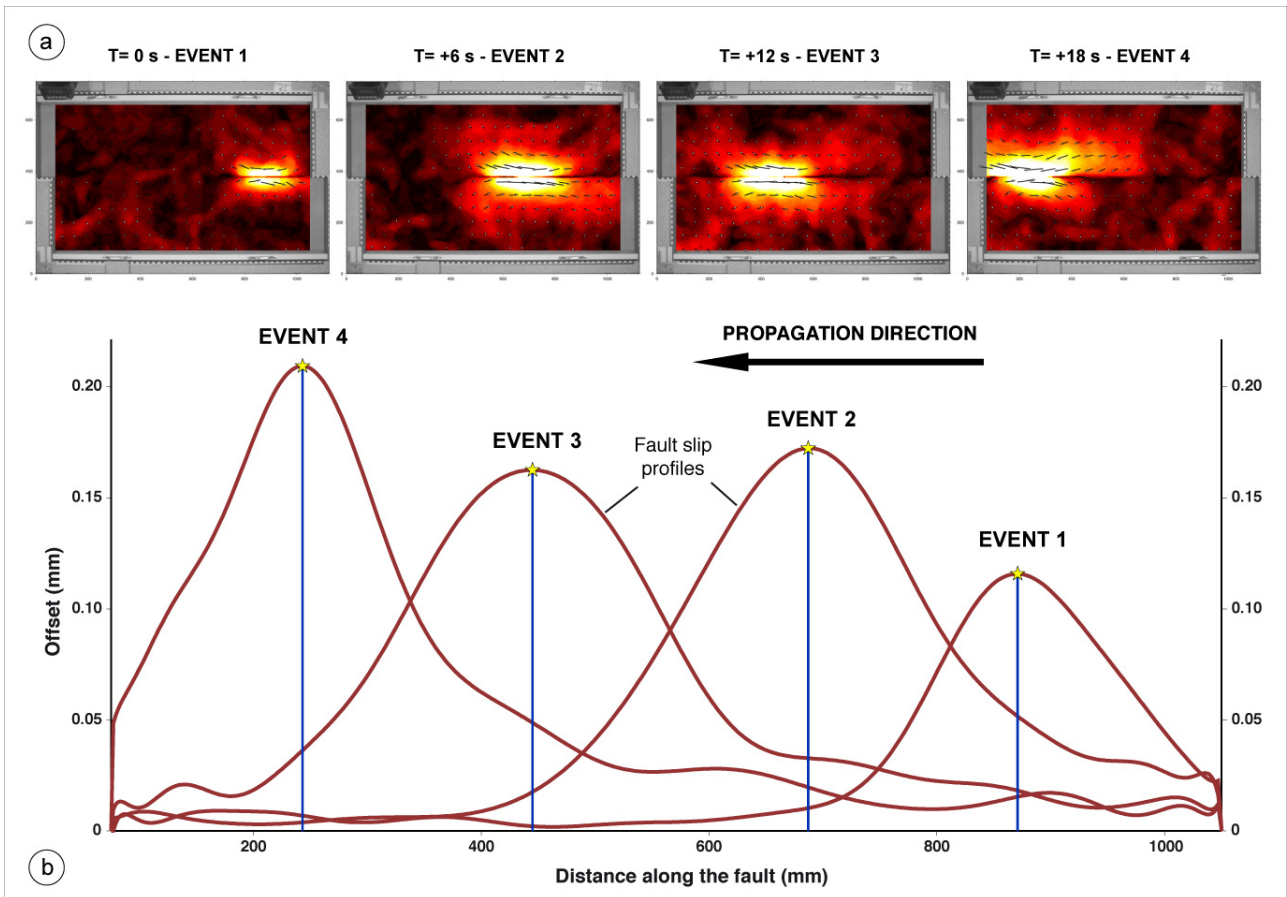 a
T= 0 s - EVENT 1
T= +6 s - EVENT 2
T= +12 s - EVENT 3
T= +18 s - EVENT 4
PROPAGATION DIRECTION
EVENT 4
EVENT 3
EVENT 2
EVENT 1
Fault slip
profiles
Offset (mm)
0.20
0.15
0.10
0.05
0
0.20
0.15
0.10
0.05
0
200
400
600
800
1000
Distance along the fault (mm)
b